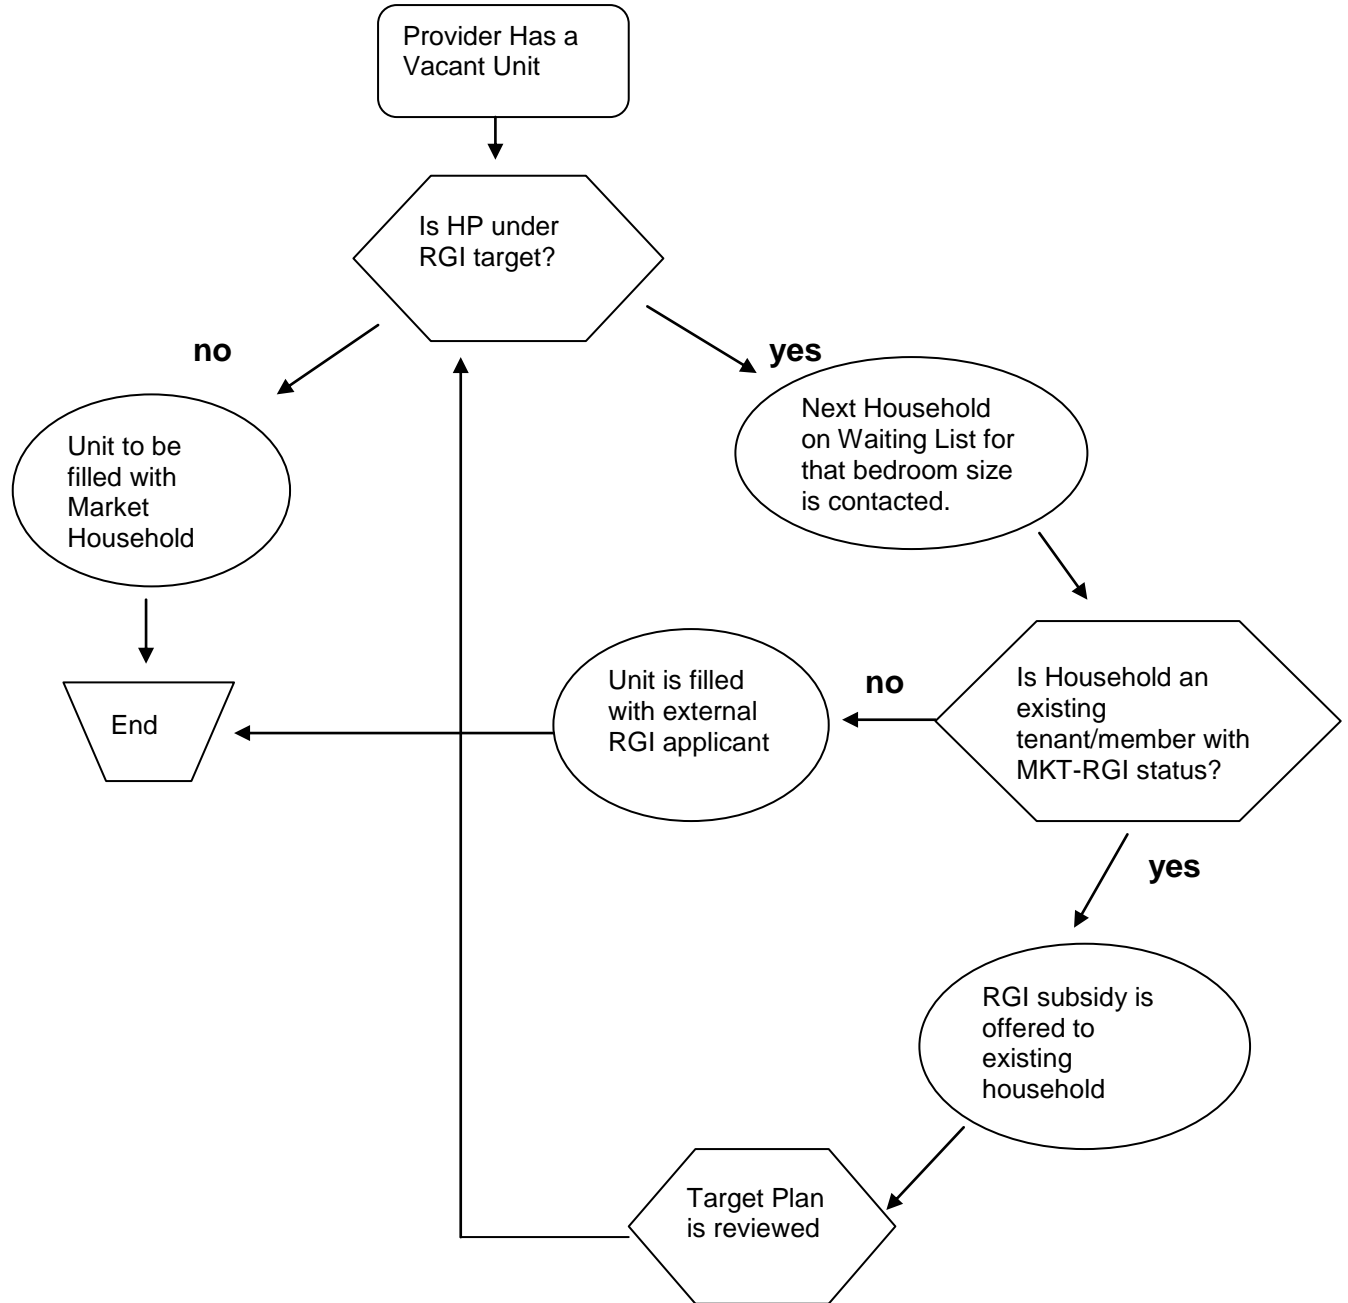 Provider Has a
Vacant Unit
Is HP under
RGI target?
no
yes
Unit to be
filled with
Market
Household
Next Household
on Waiting List for
that bedroom size
is contacted.
End
Unit is filled
with external
RGI applicant
no
Is Household an
existing
tenant/member with
MKT-RGI status?
yes
RGI subsidy is
offered to
existing
household
Target Plan
is reviewed